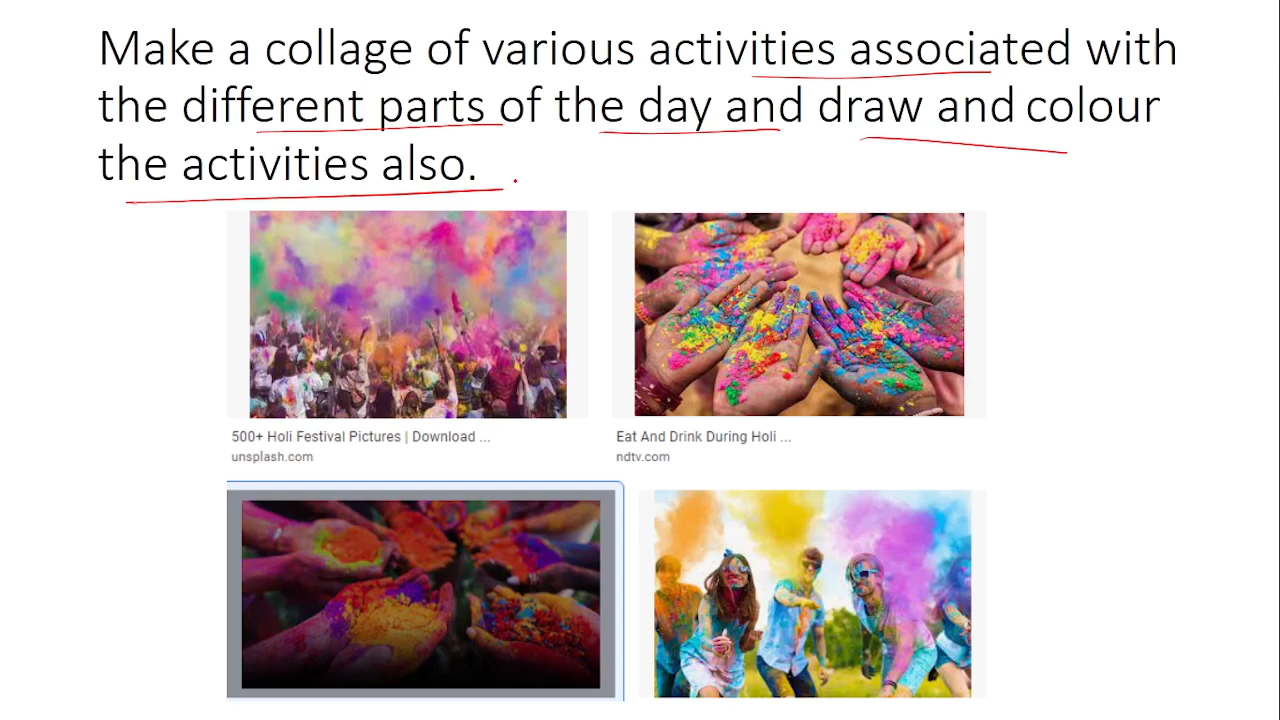 Make a collage of various activities associated with
the different parts of the day and draw and colour
the activities also.
500+ Holi Festival Pictures | Download ...
unsplash.com
Eat And Drink During Holi ...
ndtv.com